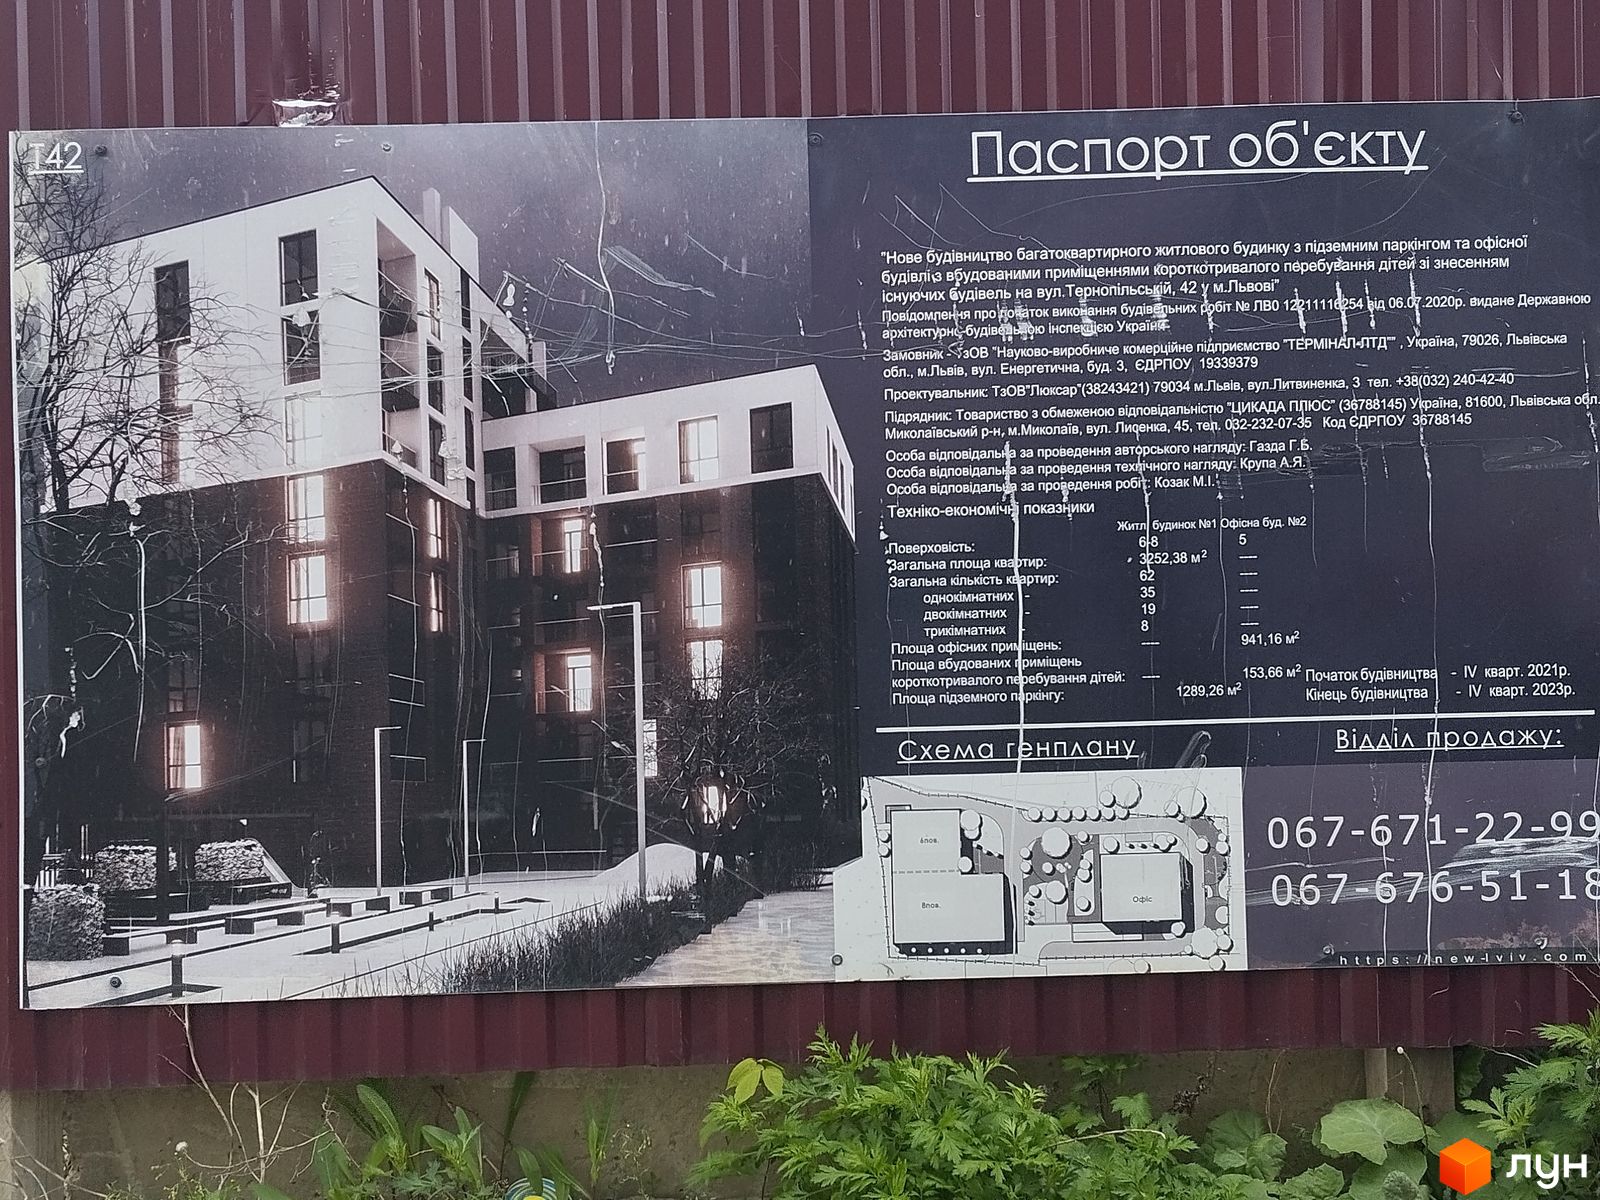 T42
Паспорт об'єкту
"Нове будівництво багатоквартирного житлового будинку з підземним паркінгом та офісної
будівлі з вбудованими приміщеннями короткотривалого перебування дітей зі знесенням
існуючих будівель на вул.Тернопільській, 42 у м.Львові"
Повідомлення про початок виконання будівельних робіт № ЛВ0 12211116254 від 06.07.2020р. видане Державною
архітектурно-будівельною інспекцією України
Замовник - ТзОВ "Науково-виробниче комерційне підприємство "ТЕРМІНАЛ-ЛТД"" , Україна, 79026, Львівська
обл., м.Львів, вул. Енергетична, буд. 3, ЄДРПОУ 19339379
Проектувальник: ТзОВ"Люксар"(38243421) 79034 м.Львів, вул.Литвиненка, 3 тел. +38(032) 240-42-40
Підрядник: Товариство з обмеженою відповідальністю "ЦИКАДА ПЛЮС" (36788145) Україна, 81600, Львівська обл.
Миколаївський р-н, м.Миколаїв, вул. Лисенка, 45, тел. 032-232-07-35 Код ЄДРПОУ 36788145
Особа відповідальна за проведення авторського нагляду: Газда Г.Б.
Особа відповідальна за проведення технічного нагляду: Крупа А.Я.
Особа відповідальна за проведення робіт: Козак М.І.
Техніко-економічні показники
Житл. будинок №1 Офісна буд. №2
Поверховість: 6-8 5
Загальна площа квартир: 3252,38 м² ----
Загальна кількість квартир: 62 ----
однокімнатних - 35 ----
двокімнатних - 19 ----
трикімнатних - 8 ----
Площа офісних приміщень: ---- 941,16 м²
Площа вбудованих приміщень
короткотривалого перебування дітей: ---- 153,66 м²
Площа підземного паркінгу: 1289,26 м²
Початок будівництва - IV кварт. 2021р.
Кінець будівництва - IV кварт. 2023р.
Схема генплану
Відділ продажу:
6пов.
8пов.
Офіс
067-671-22-99
067-676-51-18
https://new-lviv.com
лун